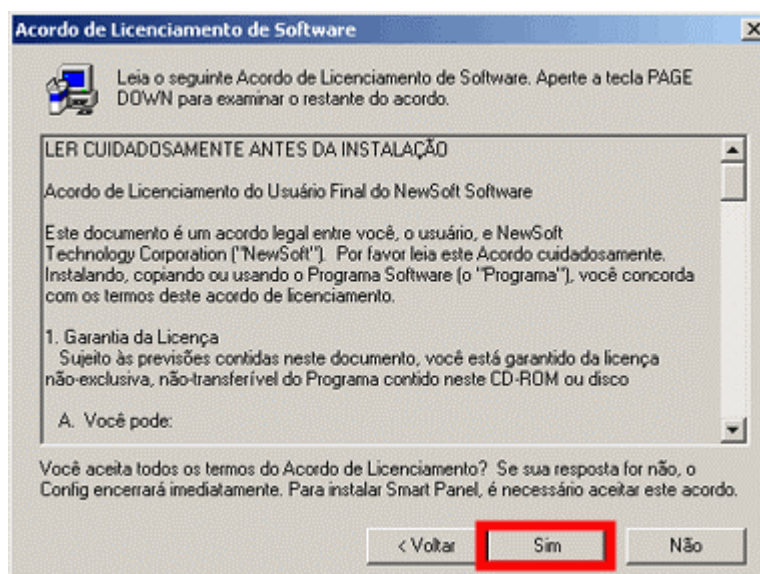 Acordo de Licenciamento de Software
Leia o seguinte Acordo de Licenciamento de Software. Aperte a tecla PAGE
DOWN para examinar o restante do acordo.
LER CUIDADOSAMENTE ANTES DA INSTALAÇÃO
Acordo de Licenciamento do Usuário Final do NewSoft Software
Este documento é um acordo legal entre você, o usuário, e NewSoft
Technology Corporation ("NewSoft"). Por favor leia este Acordo cuidadosamente.
Instalando, copiando ou usando o Programa Software (o "Programa"), você concorda
com os termos deste acordo de licenciamento.
1. Garantia da Licença
Sujeito às previsões contidas neste documento, você está garantido da licença
não-exclusiva, não-transferível do Programa contido neste CD-ROM ou disco
A. Você pode:
Você aceita todos os termos do Acordo de Licenciamento? Se sua resposta for não, o
Config encerrará imediatamente. Para instalar Smart Panel, é necessário aceitar este acordo.
< Voltar Sim Não